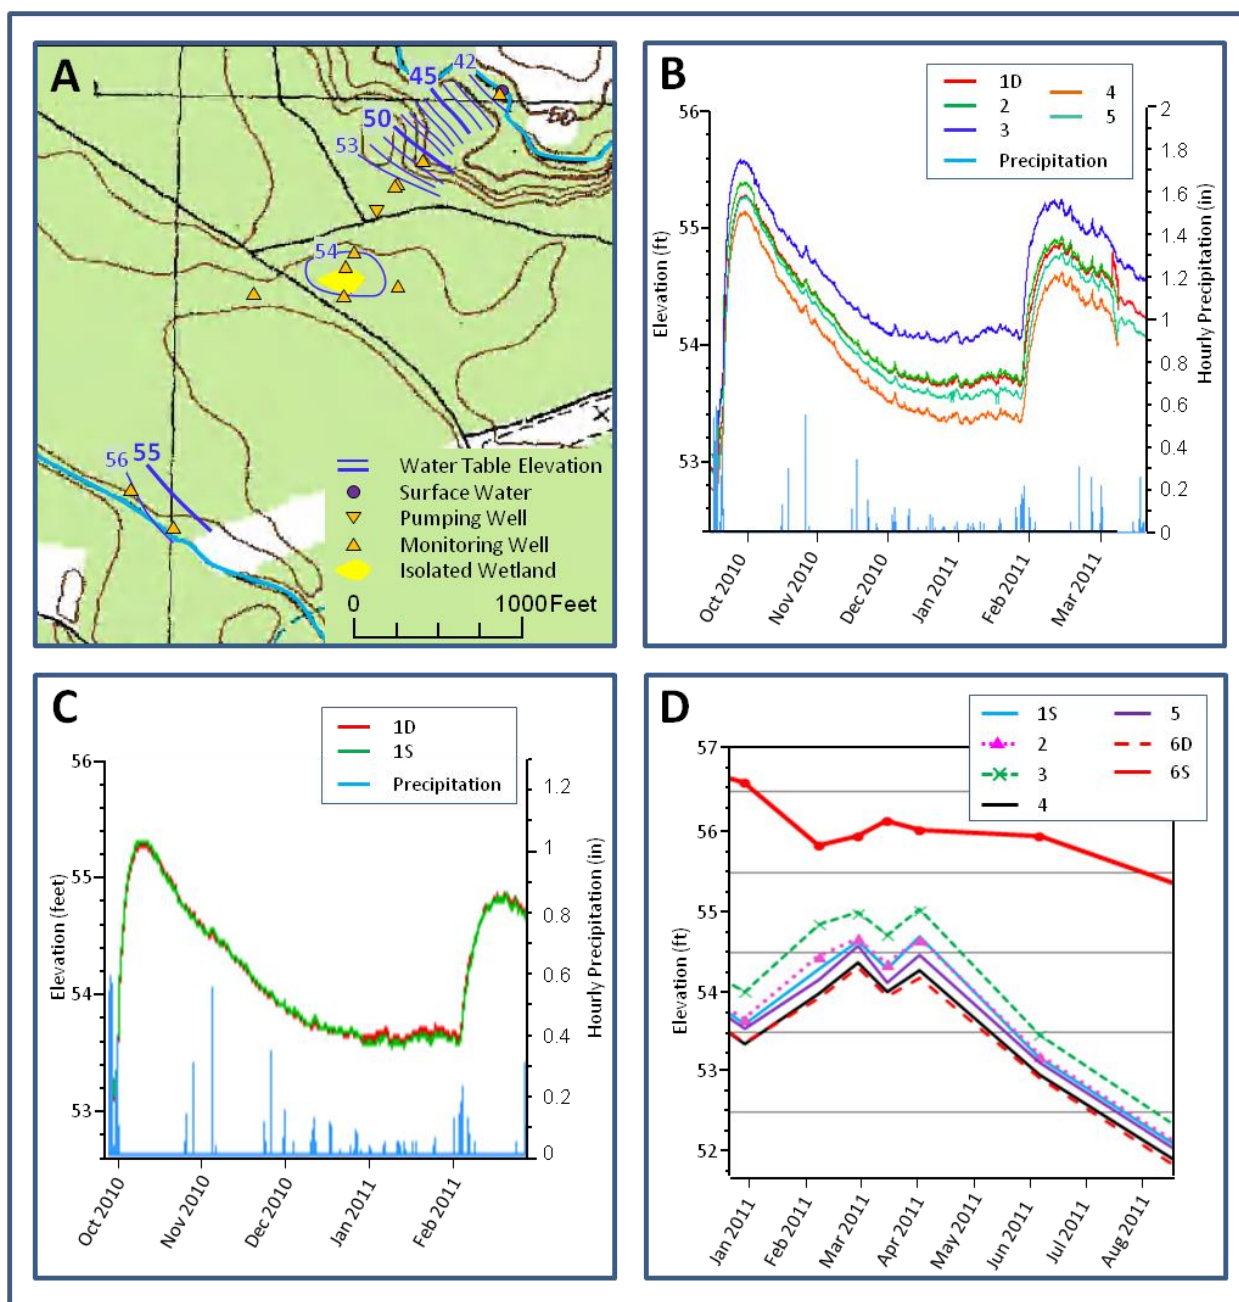 A
42
45
50
50
53
54
X
56
55
Water Table Elevation
Surface Water
Pumping Well
Monitoring Well
Isolated Wetland
0 1000Feet
B
1D
2
3
4
5
Precipitation
56
55
54
53
Elevation (ft)
2
1.8
1.6
1.4
1.2
1
0.8
0.6
0.4
0.2
0
Hourly Precipitation (in)
Oct 2010
Nov 2010
Dec 2010
Jan 2011
Feb 2011
Mar 2011
C
1D
1S
Precipitation
56
55
54
53
Elevation (feet)
1.2
1
0.8
0.6
0.4
0.2
0
Hourly Precipitation (in)
Oct 2010
Nov 2010
Dec 2010
Jan 2011
Feb 2011
D
1S
2
3
4
5
6D
6S
57
56
55
54
53
52
Elevation (ft)
Jan 2011
Feb 2011
Mar 2011
Apr 2011
May 2011
Jun 2011
Jul 2011
Aug 2011